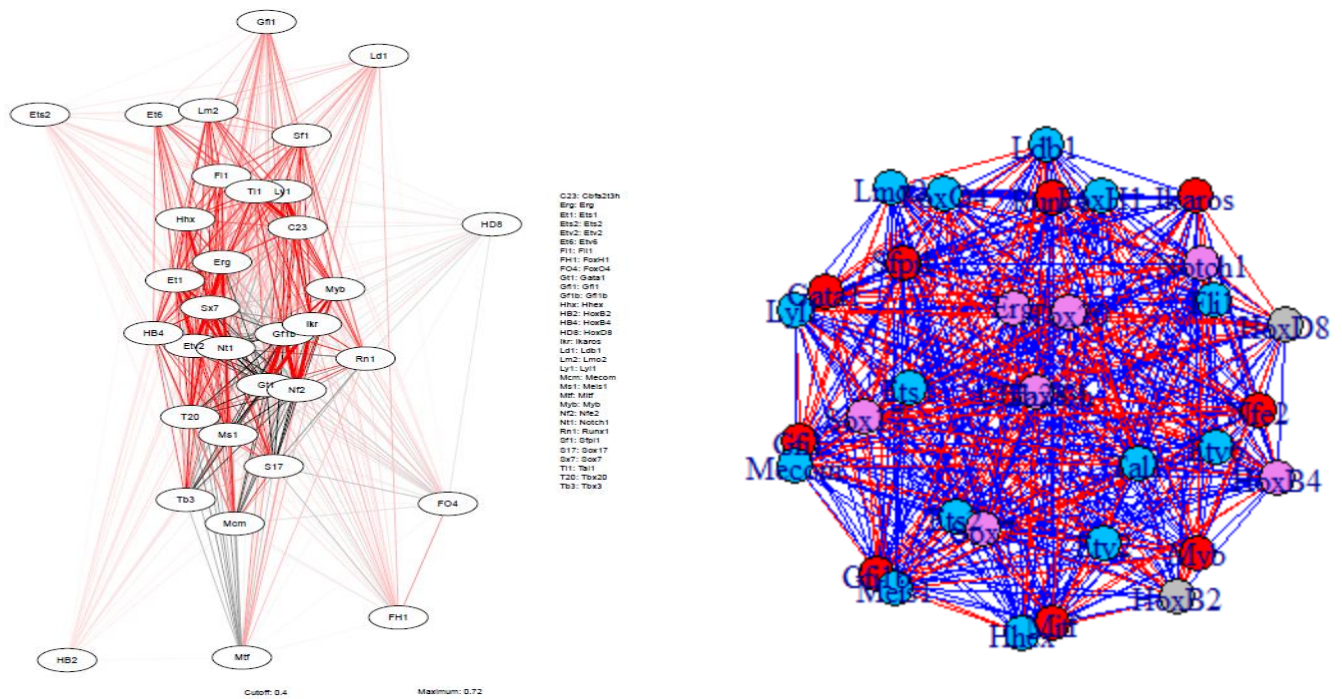 Gfi1
Ld1
Ets2
Et6
Lm2
Sf1
Fl1
Tl1
Ly1
Hhx
C23
HD8
Erg
Et1
Myb
Sx7
HB4
Ikr
Gf1b
Etv2
Nt1
Rn1
Gt1
Nf2
T20
Ms1
S17
Tb3
FO4
Mcm
FH1
HB2
Mtf
Cutoff: 0.4
Maximum: 0.72
C23: Cbfa2t3h
Erg: Erg
Et1: Ets1
Ets2: Ets2
Etv2: Etv2
Et6: Etv6
Fl1: Fli1
FH1: FoxH1
FO4: FoxO4
Gt1: Gata1
Gfi1: Gfi1
Gf1b: Gfi1b
Hhx: Hhex
HB2: HoxB2
HB4: HoxB4
HD8: HoxD8
Ikr: Ikaros
Ld1: Ldb1
Lm2: Lmo2
Ly1: Lyl1
Mcm: Mecom
Ms1: Meis1
Mtf: Mitf
Myb: Myb
Nf2: Nfe2
Nt1: Notch1
Rn1: Runx1
Sf1: Sfpi1
S17: Sox17
Sx7: Sox7
Tl1: Tal1
T20: Tbx20
Tb3: Tbx3
Ldb1
Ikaros
Notch1
HoxD8
Gata1
Nfe2
HoxB4
Mecom
Myb
Gfi1b
Meis1
HoxB2
Hhex